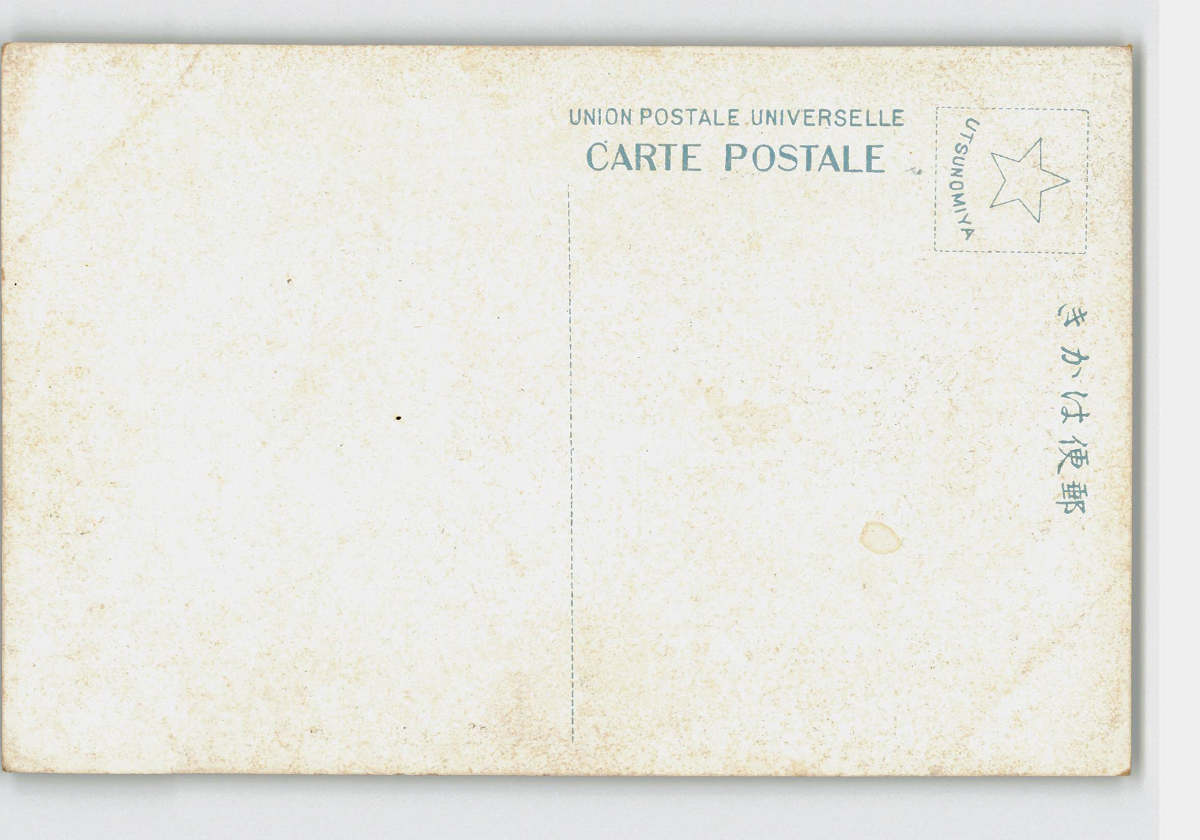 UNION POSTALE UNIVERSELLE
CARTE POSTALE
UTSUNOMIYA
郵便はかき